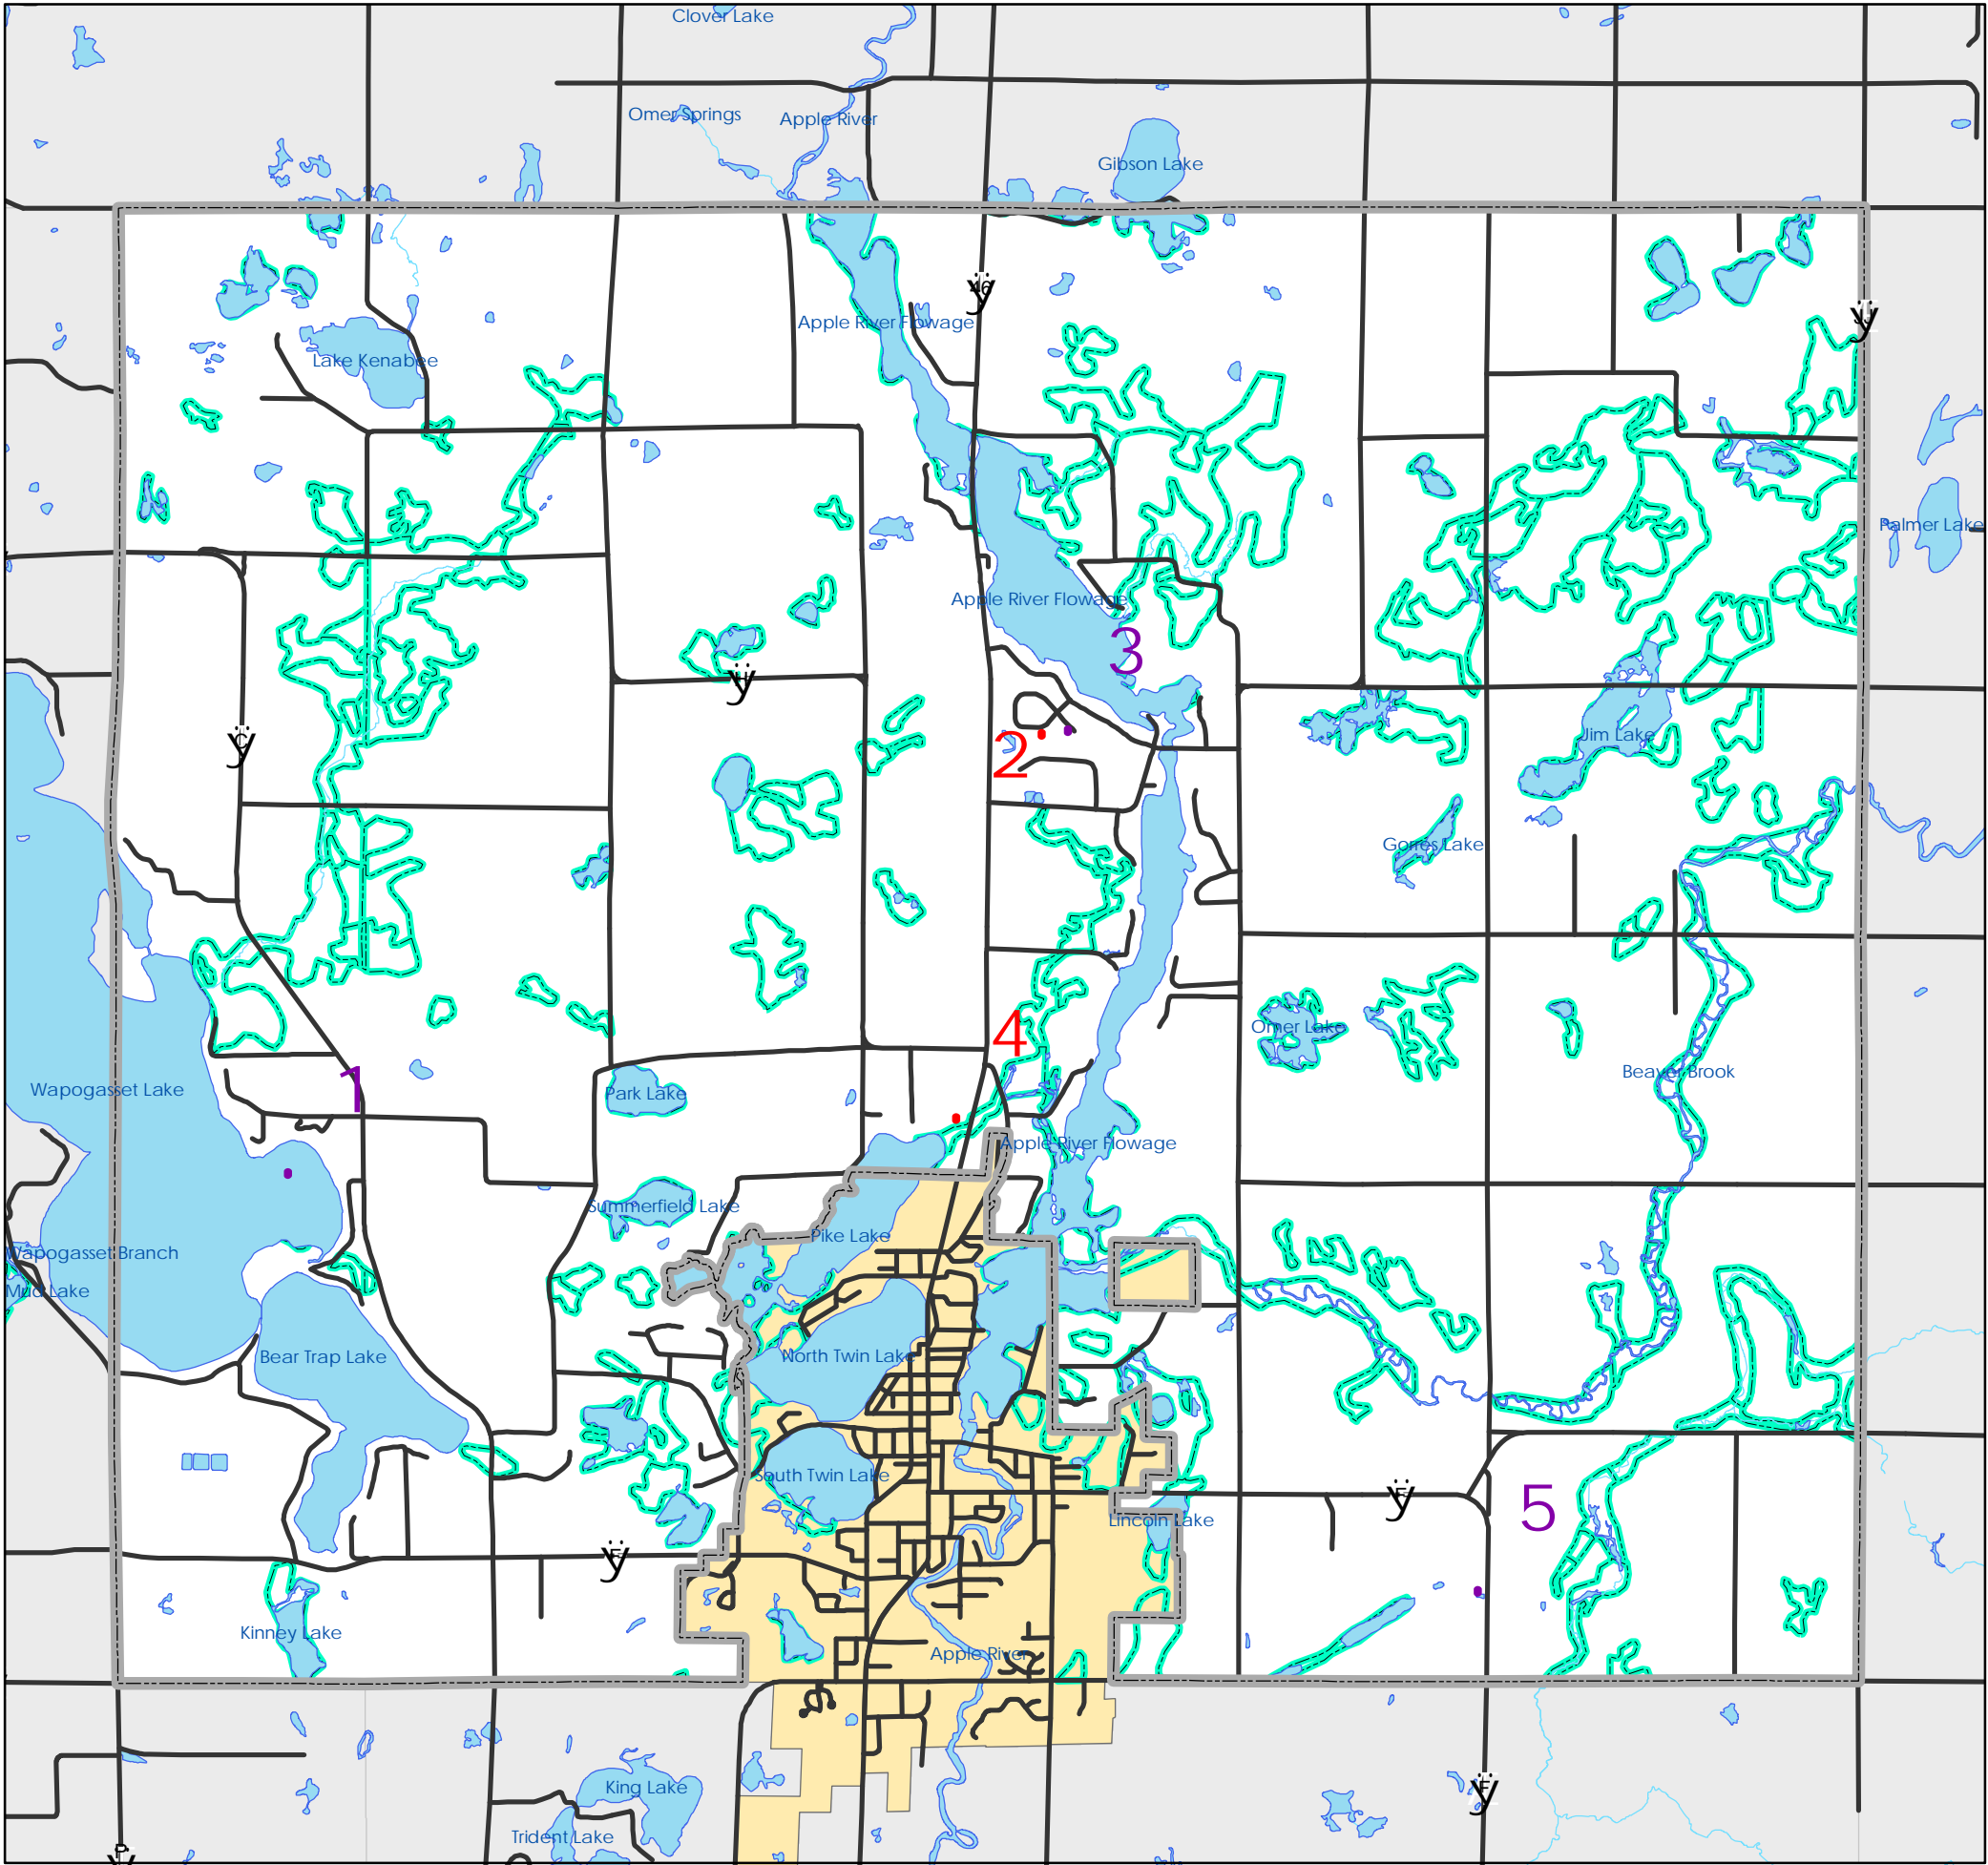 Clover Lake
Omer Springs
Apple River
Gibson Lake
46
Apple River Flowage
Lake Kenabee
Palmer Lake
Apple River Flowage
3
H
C
2
Jim Lake
Gorres Lake
Omer Lake
4
Beaver Brook
Wapogasset Lake
1
Park Lake
Apple River Flowage
Summerfield Lake
Pike Lake
Wapogasset Branch
Mud Lake
Bear Trap Lake
North Twin Lake
South Twin Lake
5
F
Lincoln Lake
F
Kinney Lake
Apple River
King Lake
F
Trident Lake
P